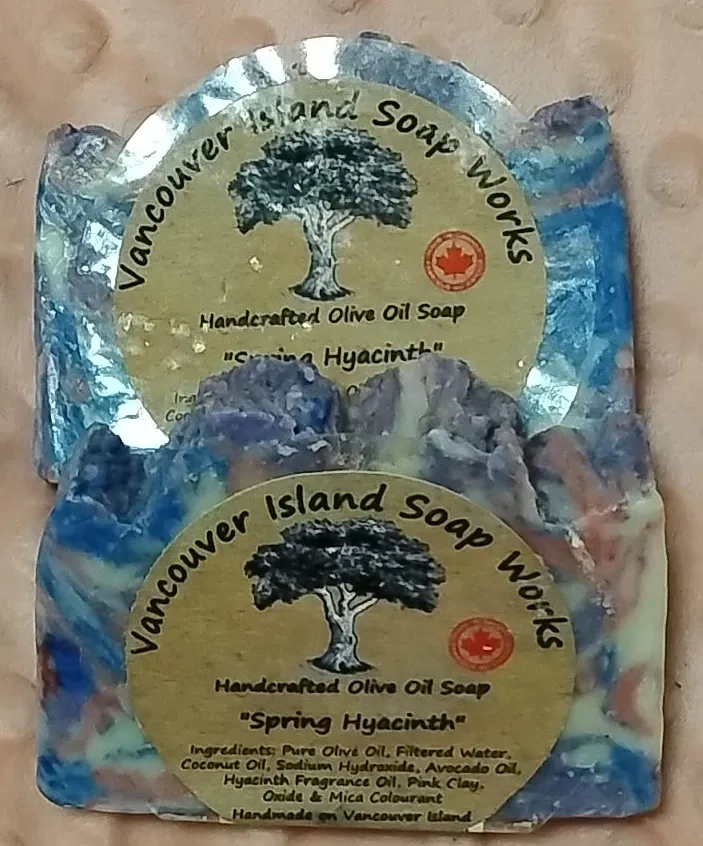 Vancouver Island Soap Works
Handcrafted Olive Oil Soap
"Spring Hyacinth"
Vancouver Island Soap Works
Handcrafted Olive Oil Soap
"Spring Hyacinth"
Ingredients: Pure Olive Oil, Filtered Water,
Coconut Oil, Sodium Hydroxide, Avocado Oil,
Hyacinth Fragrance Oil, Pink Clay,
Oxide & Mica Colourant
Handmade on Vancouver Island